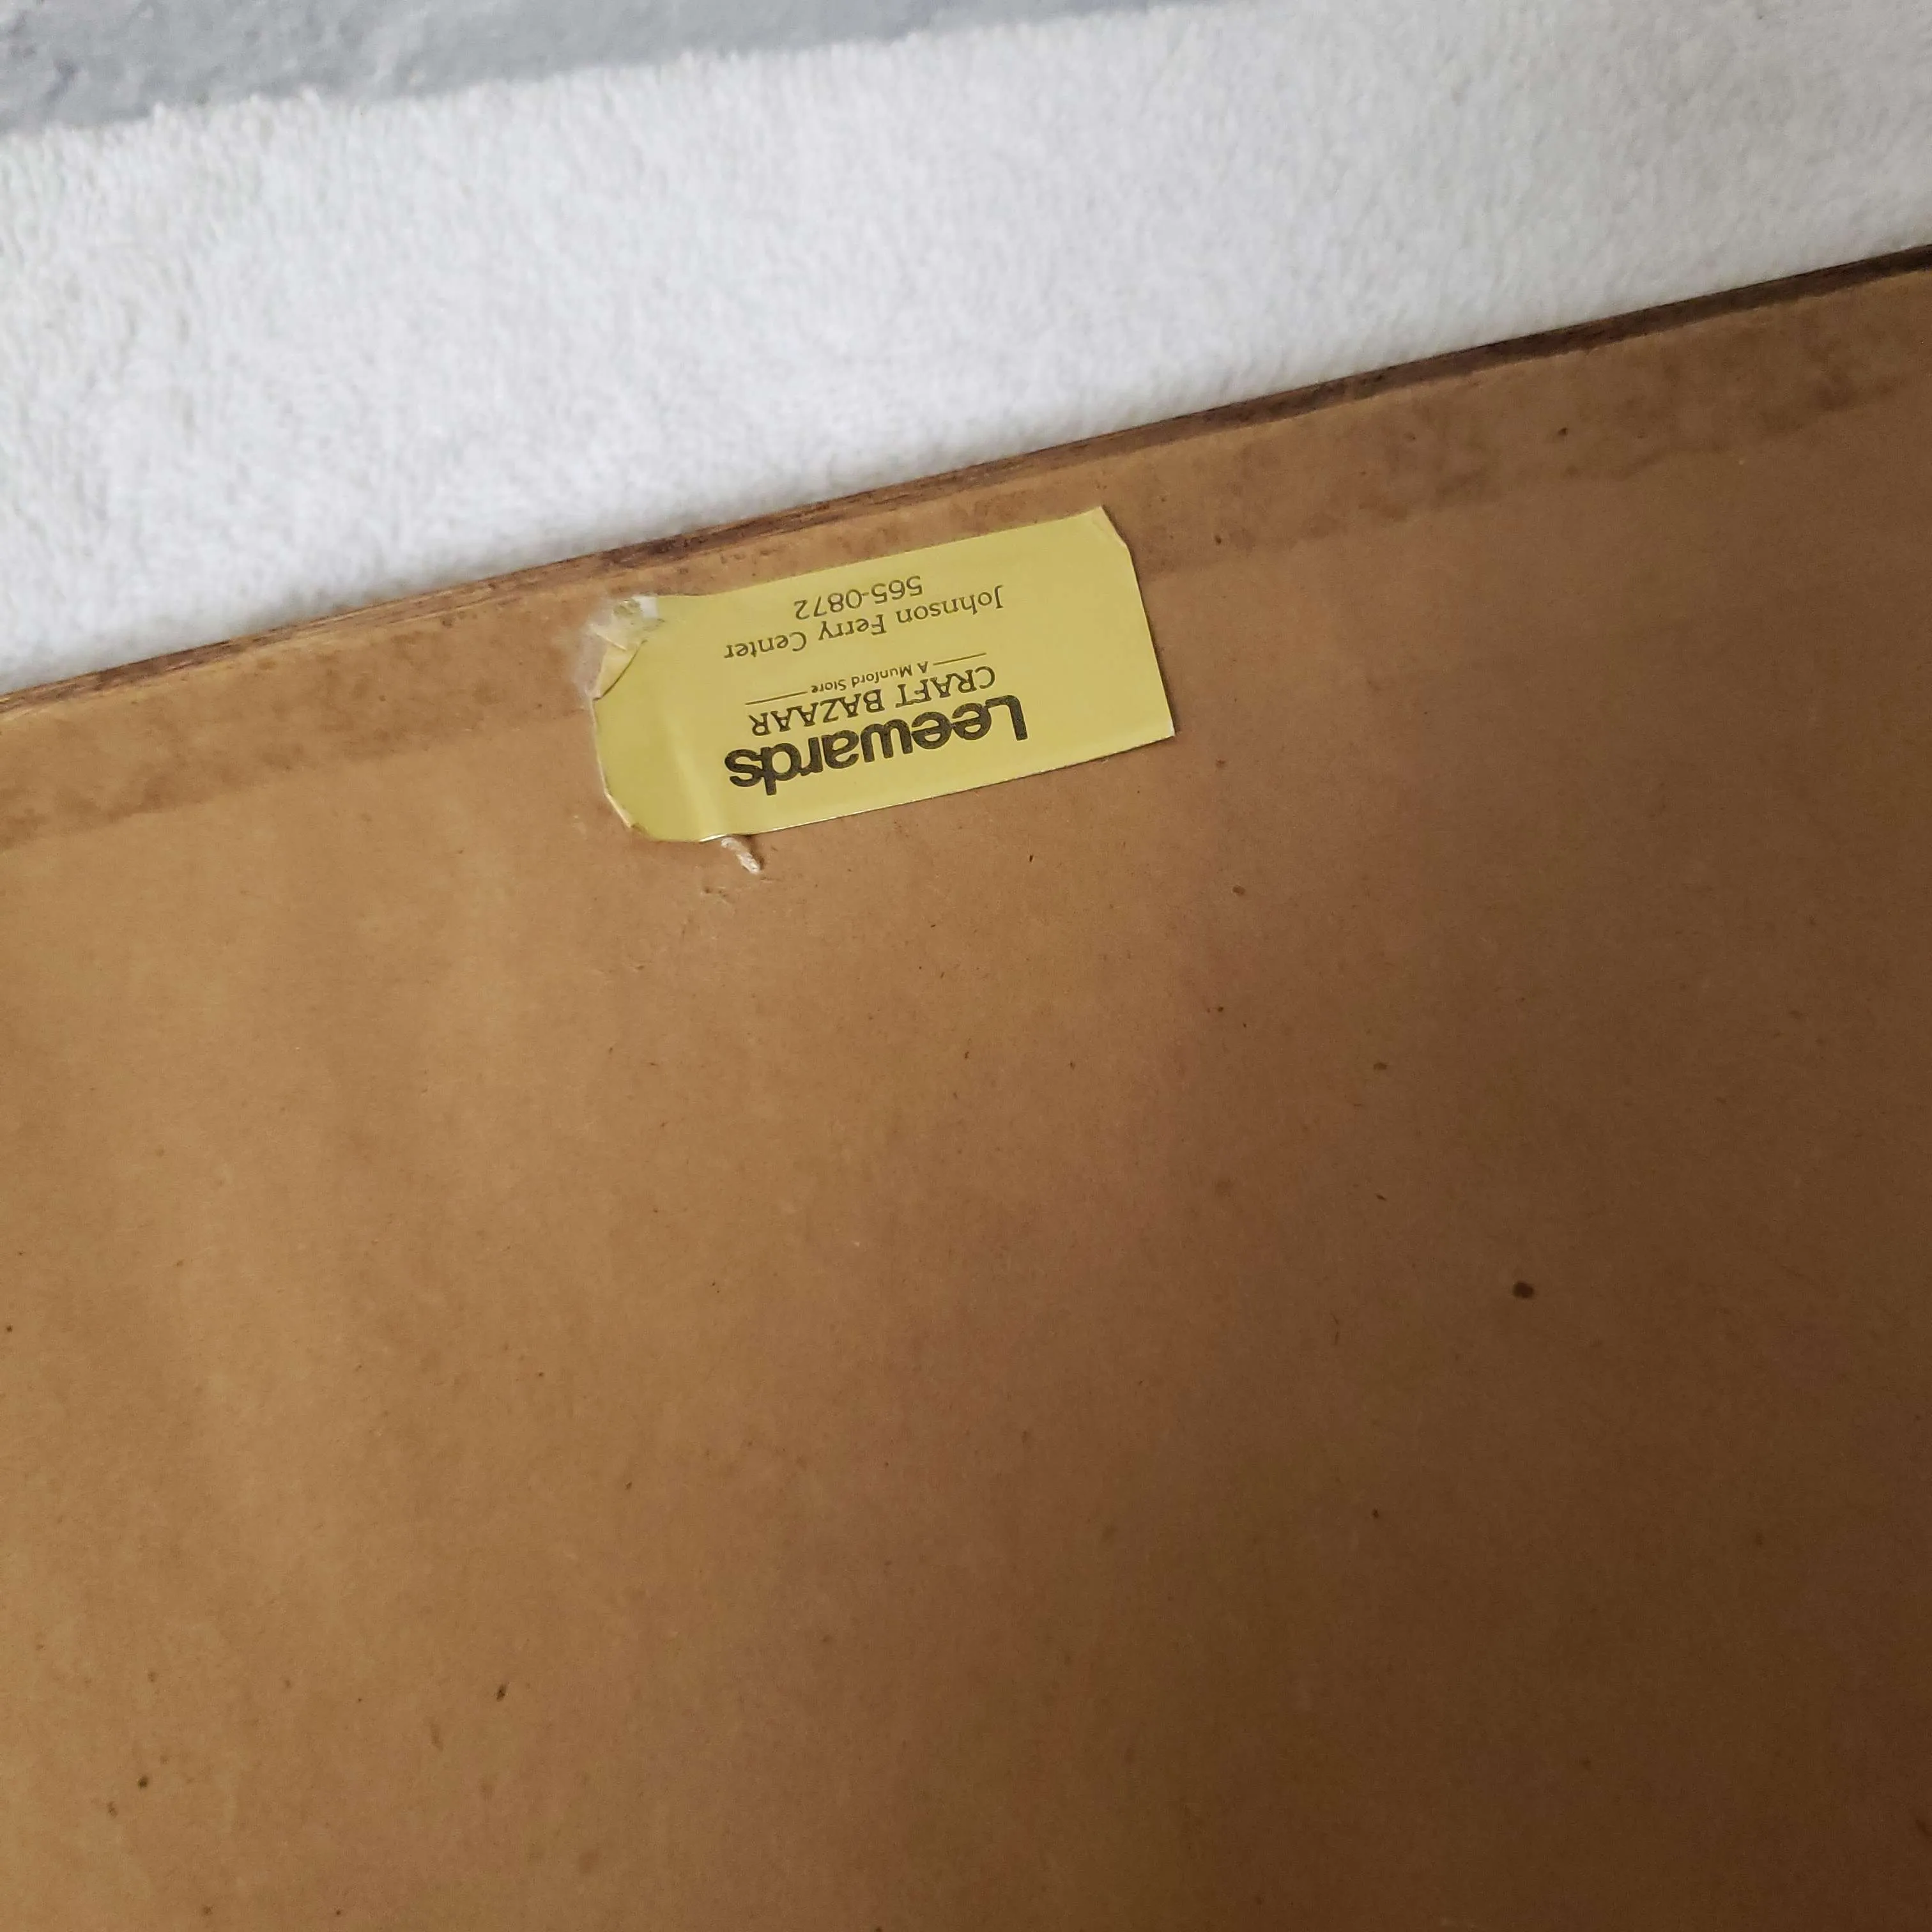 Leewards
CRAFT BAZAAR
A Munford Store
Johnson Ferry Center
565-0872